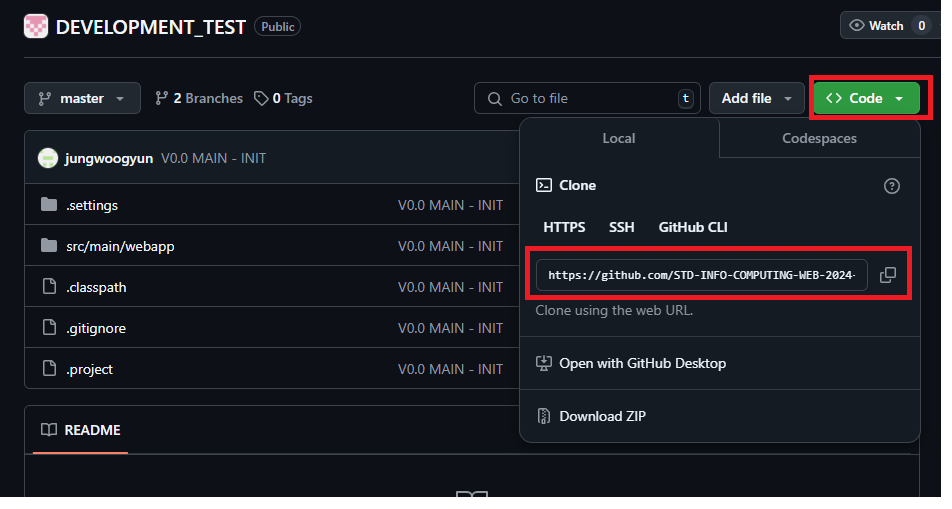 DEVELOPMENT_TEST Public Watch 0
master 2 Branches 0 Tags Go to file t Add file <> Code
jungwoogyun V0.0 MAIN - INIT
.settings V0.0 MAIN - INIT
src/main/webapp V0.0 MAIN - INIT
.classpath V0.0 MAIN - INIT
.gitignore V0.0 MAIN - INIT
.project V0.0 MAIN - INIT
README
Local Codespaces
Clone
HTTPS SSH GitHub CLI
https://github.com/STD-INFO-COMPUTING-WEB-2024-
Clone using the web URL.
Open with GitHub Desktop
Download ZIP